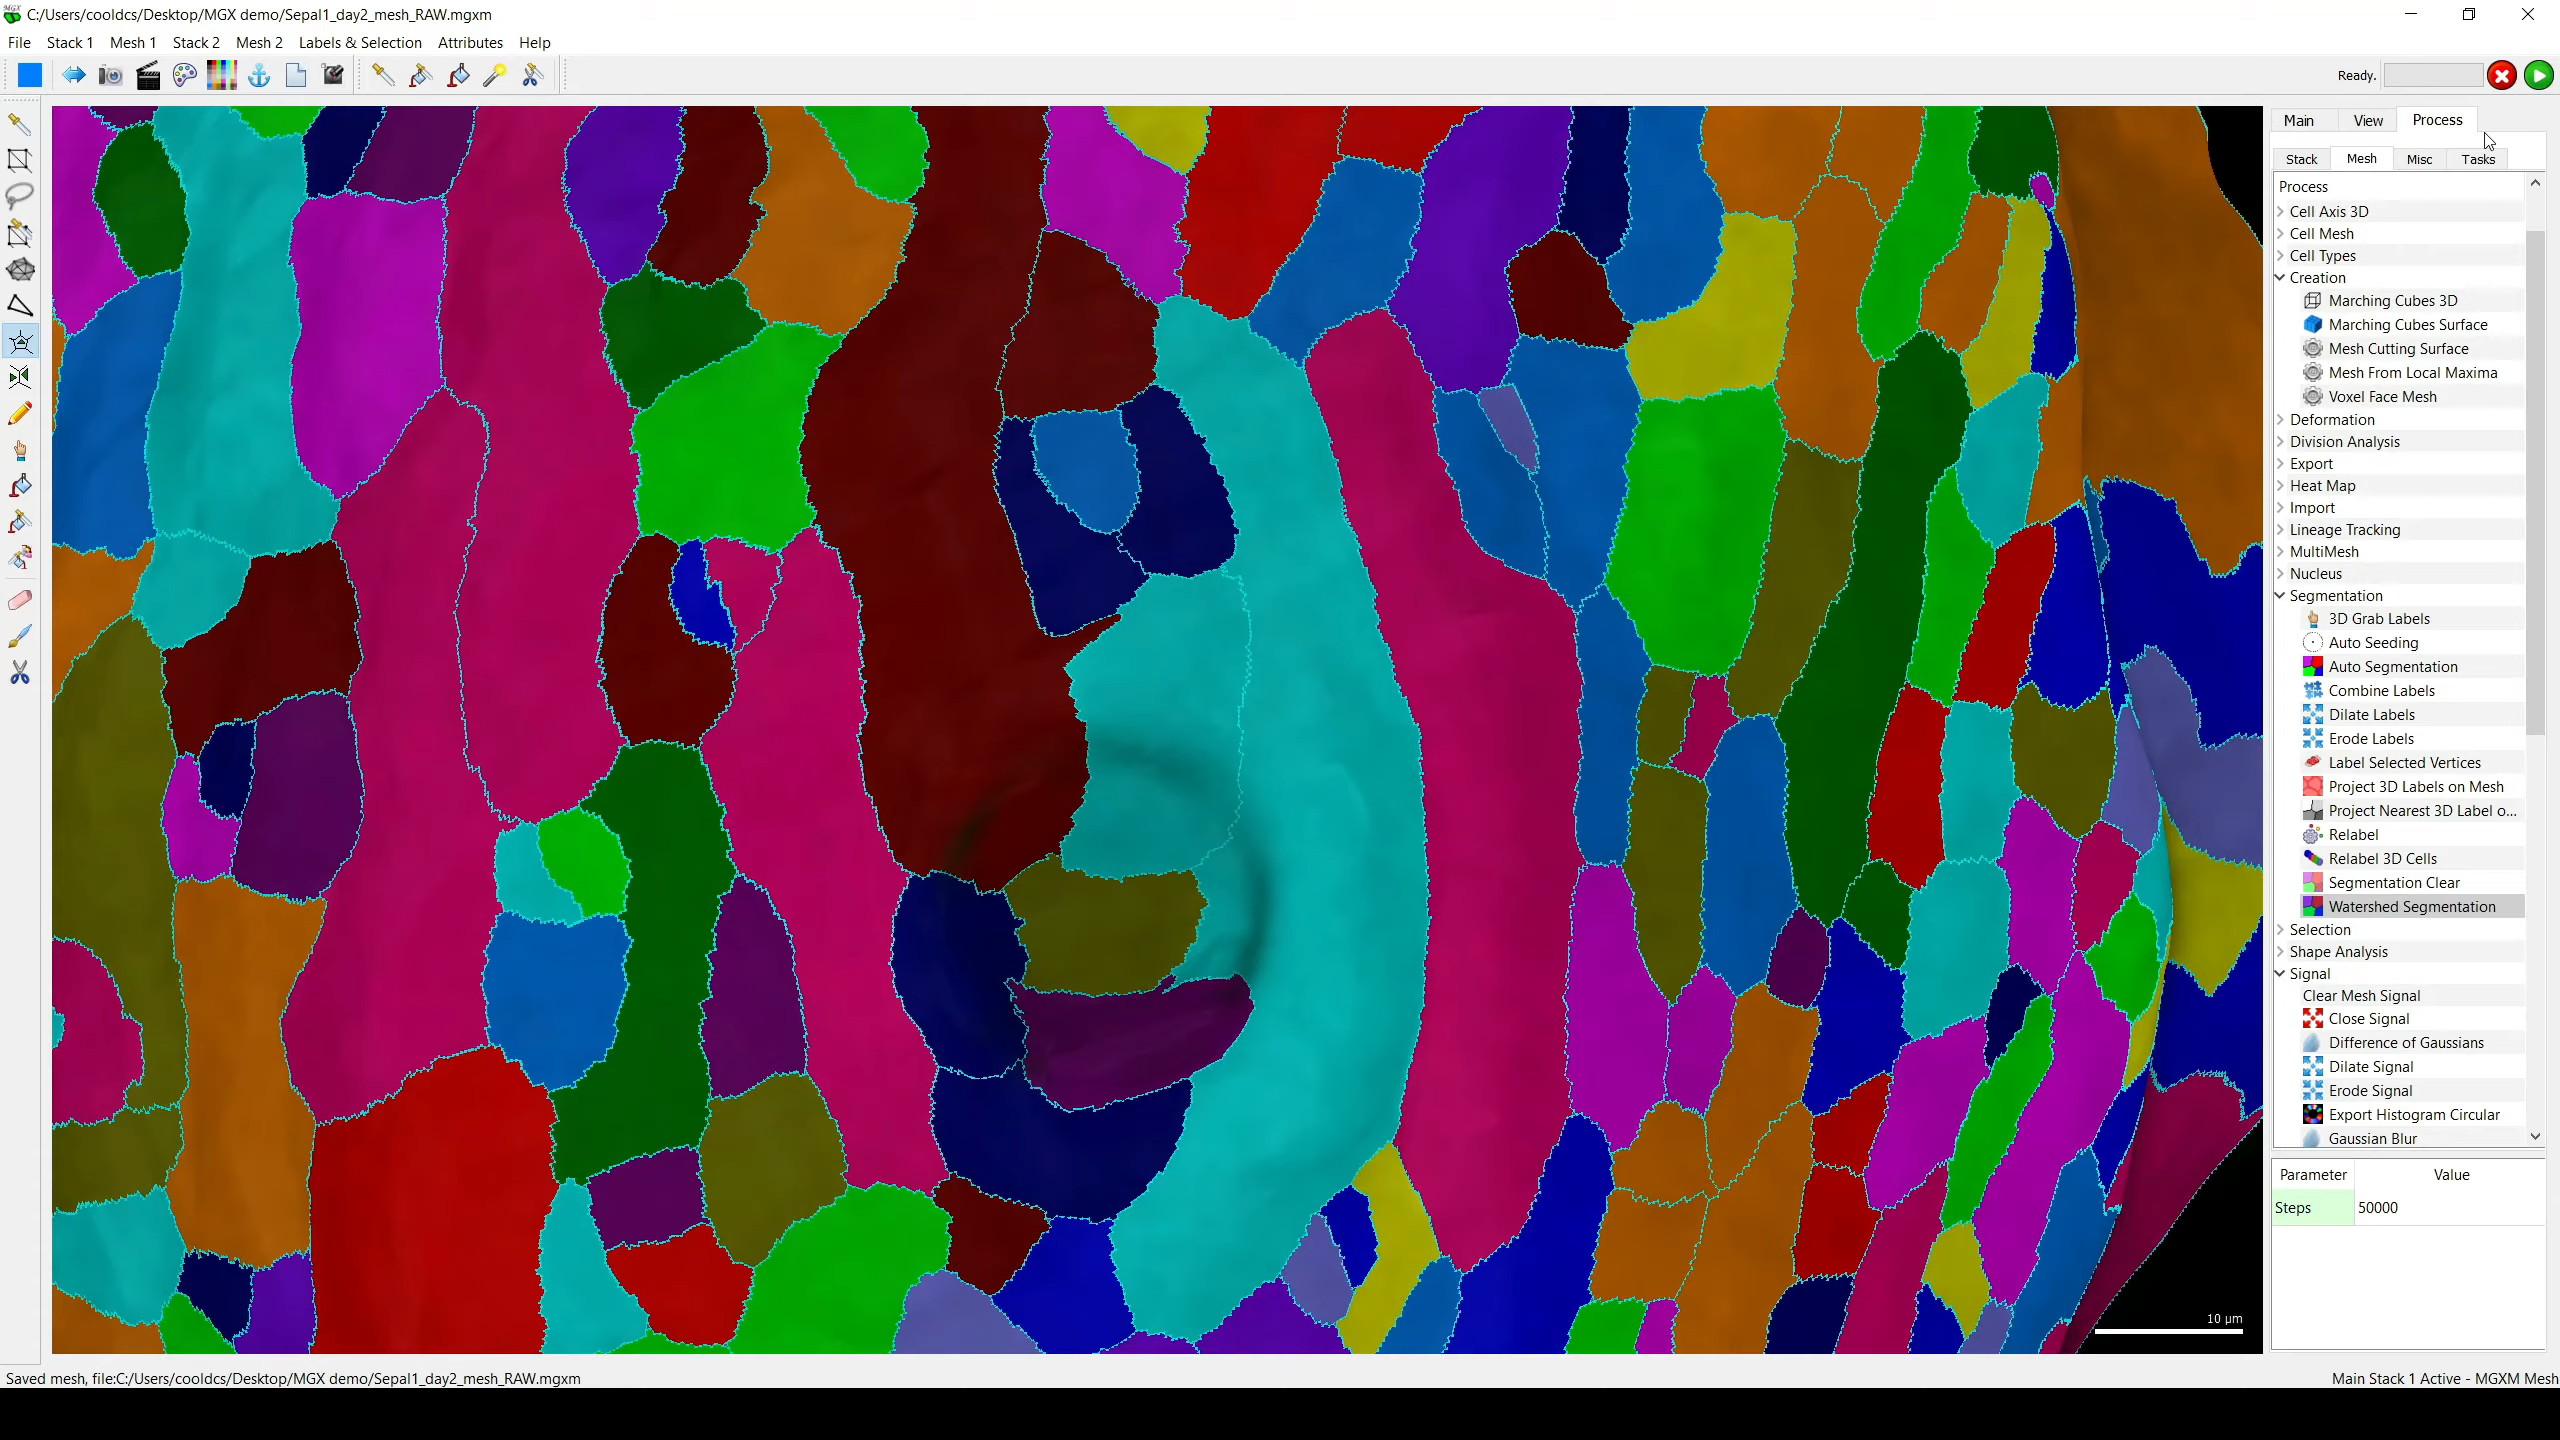 C:/Users/cooldcs/Desktop/MGX demo/Sepal1_day2_mesh_RAW.mgxm
File Stack 1 Mesh 1 Stack 2 Mesh 2 Labels & Selection Attributes Help
Ready.
Main View Process
Stack Mesh Misc Tasks
Process
Cell Axis 3D
Cell Mesh
Cell Types
Creation
Marching Cubes 3D
Marching Cubes Surface
Mesh Cutting Surface
Mesh From Local Maxima
Voxel Face Mesh
Deformation
Division Analysis
Export
Heat Map
Import
Lineage Tracking
MultiMesh
Nucleus
Segmentation
3D Grab Labels
Auto Seeding
Auto Segmentation
Combine Labels
Dilate Labels
Erode Labels
Label Selected Vertices
Project 3D Labels on Mesh
Project Nearest 3D Label o...
Relabel
Relabel 3D Cells
Segmentation Clear
Watershed Segmentation
Selection
Shape Analysis
Signal
Clear Mesh Signal
Close Signal
Difference of Gaussians
Dilate Signal
Erode Signal
Export Histogram Circular
Gaussian Blur
Parameter Value
Steps 50000
10 µm
Saved mesh, file:C:/Users/cooldcs/Desktop/MGX demo/Sepal1_day2_mesh_RAW.mgxm
Main Stack 1 Active - MGXM Mesh